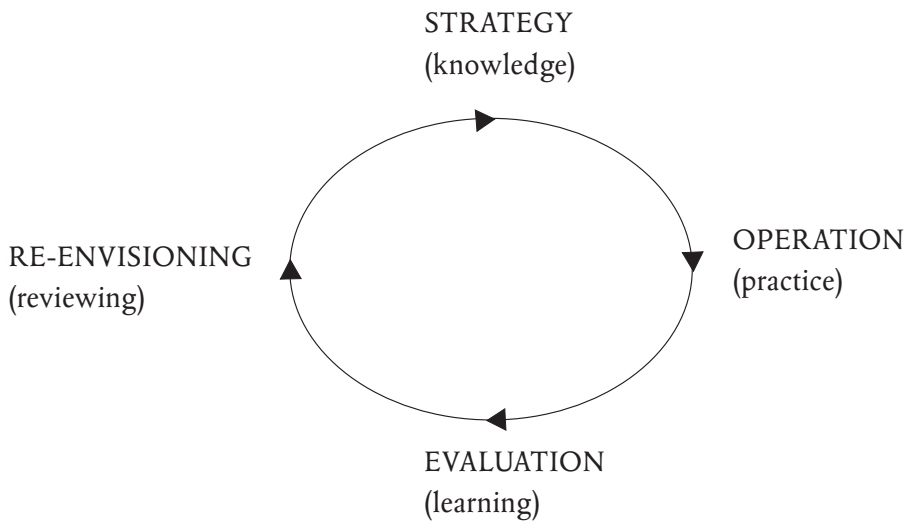 STRATEGY
(knowledge)
OPERATION
(practice)
RE-ENVISIONING
(reviewing)
EVALUATION
(learning)